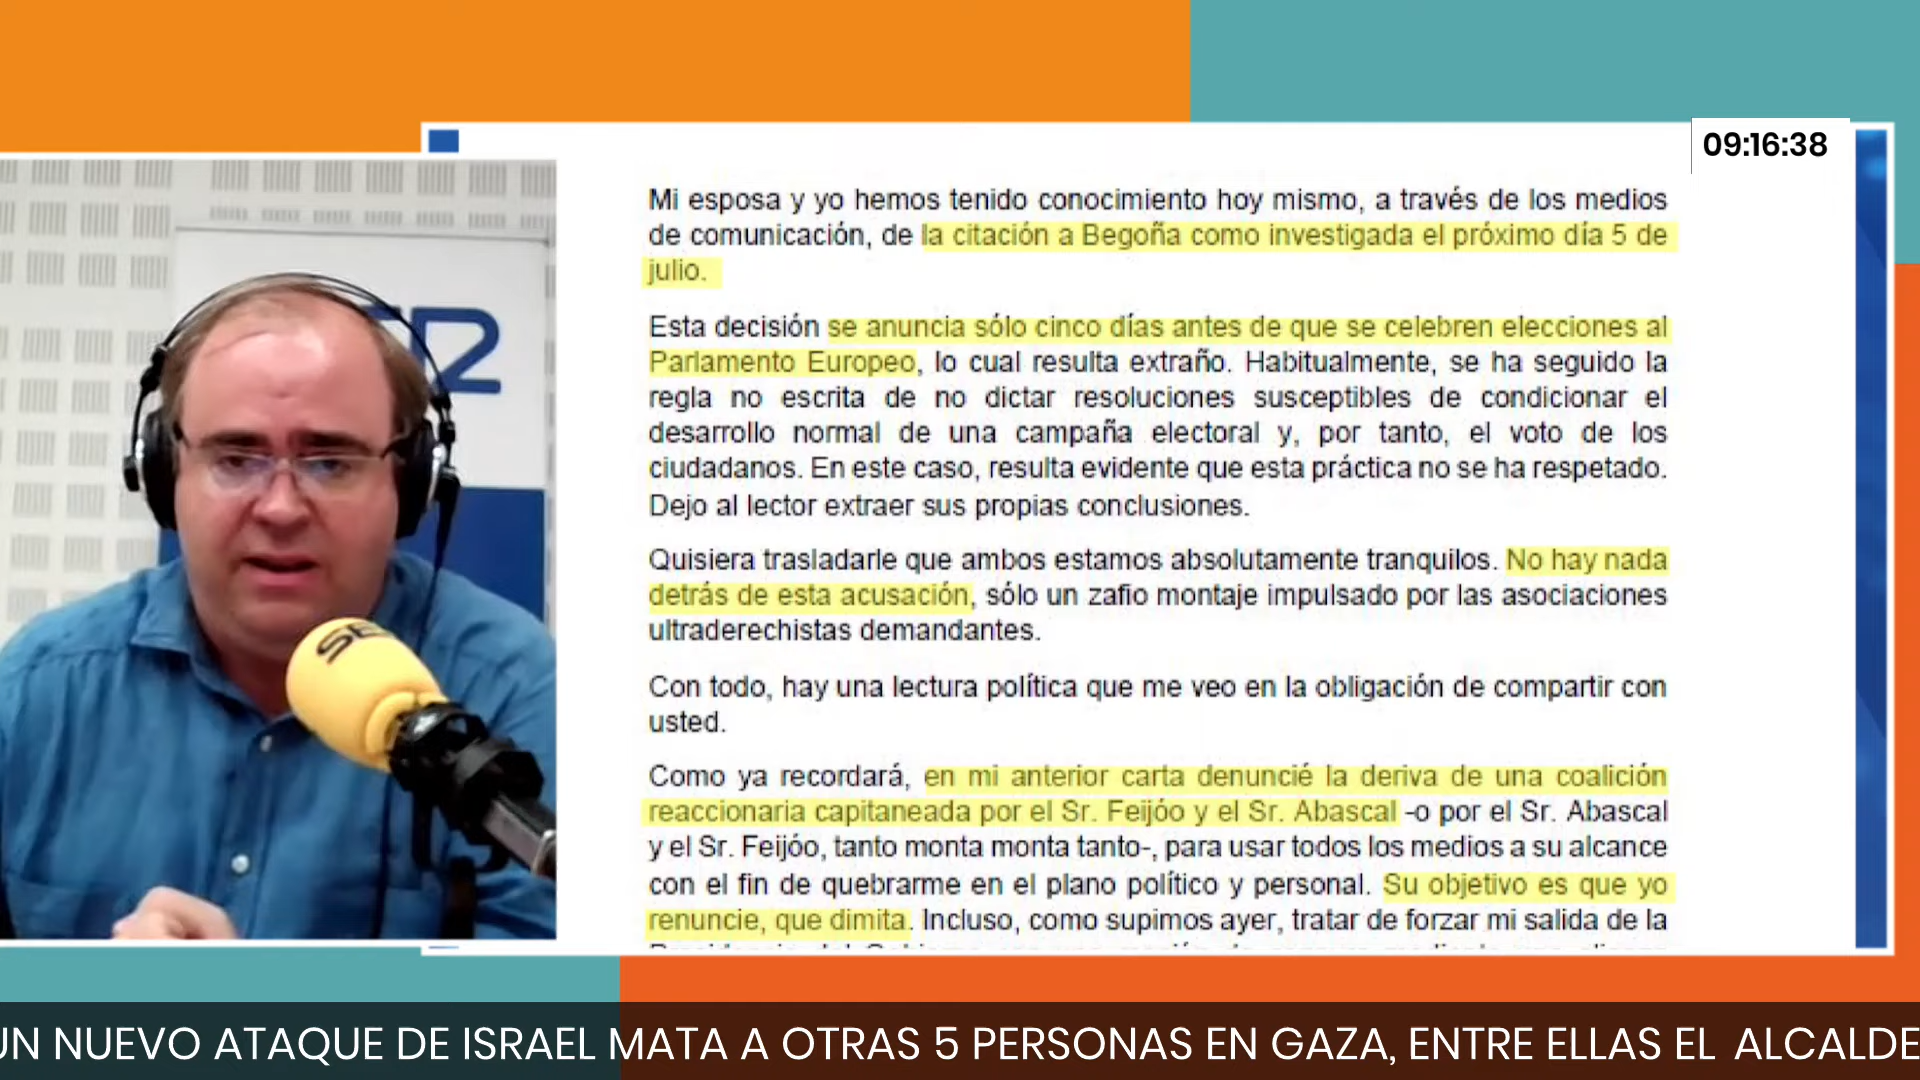 09:16:38
Mi esposa y yo hemos tenido conocimiento hoy mismo, a través de los medios
de comunicación, de la citación a Begoña como investigada el próximo día 5 de
julio.
Esta decisión se anuncia sólo cinco días antes de que se celebren elecciones al
Parlamento Europeo, lo cual resulta extraño. Habitualmente, se ha seguido la
regla no escrita de no dictar resoluciones susceptibles de condicionar el
desarrollo normal de una campaña electoral y, por tanto, el voto de los
ciudadanos. En este caso, resulta evidente que esta práctica no se ha respetado.
Dejo al lector extraer sus propias conclusiones.
Quisiera trasladarle que ambos estamos absolutamente tranquilos. No hay nada
detrás de esta acusación, sólo un zafio montaje impulsado por las asociaciones
ultraderechistas demandantes.
Con todo, hay una lectura política que me veo en la obligación de compartir con
usted.
Como ya recordará, en mi anterior carta denuncié la deriva de una coalición
reaccionaria capitaneada por el Sr. Feijóo y el Sr. Abascal -o por el Sr. Abascal
y el Sr. Feijóo, tanto monta monta tanto-, para usar todos los medios a su alcance
con el fin de quebrarme en el plano político y personal. Su objetivo es que yo
renuncie, que dimita. Incluso, como supimos ayer, tratar de forzar mi salida de la
SER
UN NUEVO ATAQUE DE ISRAEL MATA A OTRAS 5 PERSONAS EN GAZA, ENTRE ELLAS EL ALCALDE